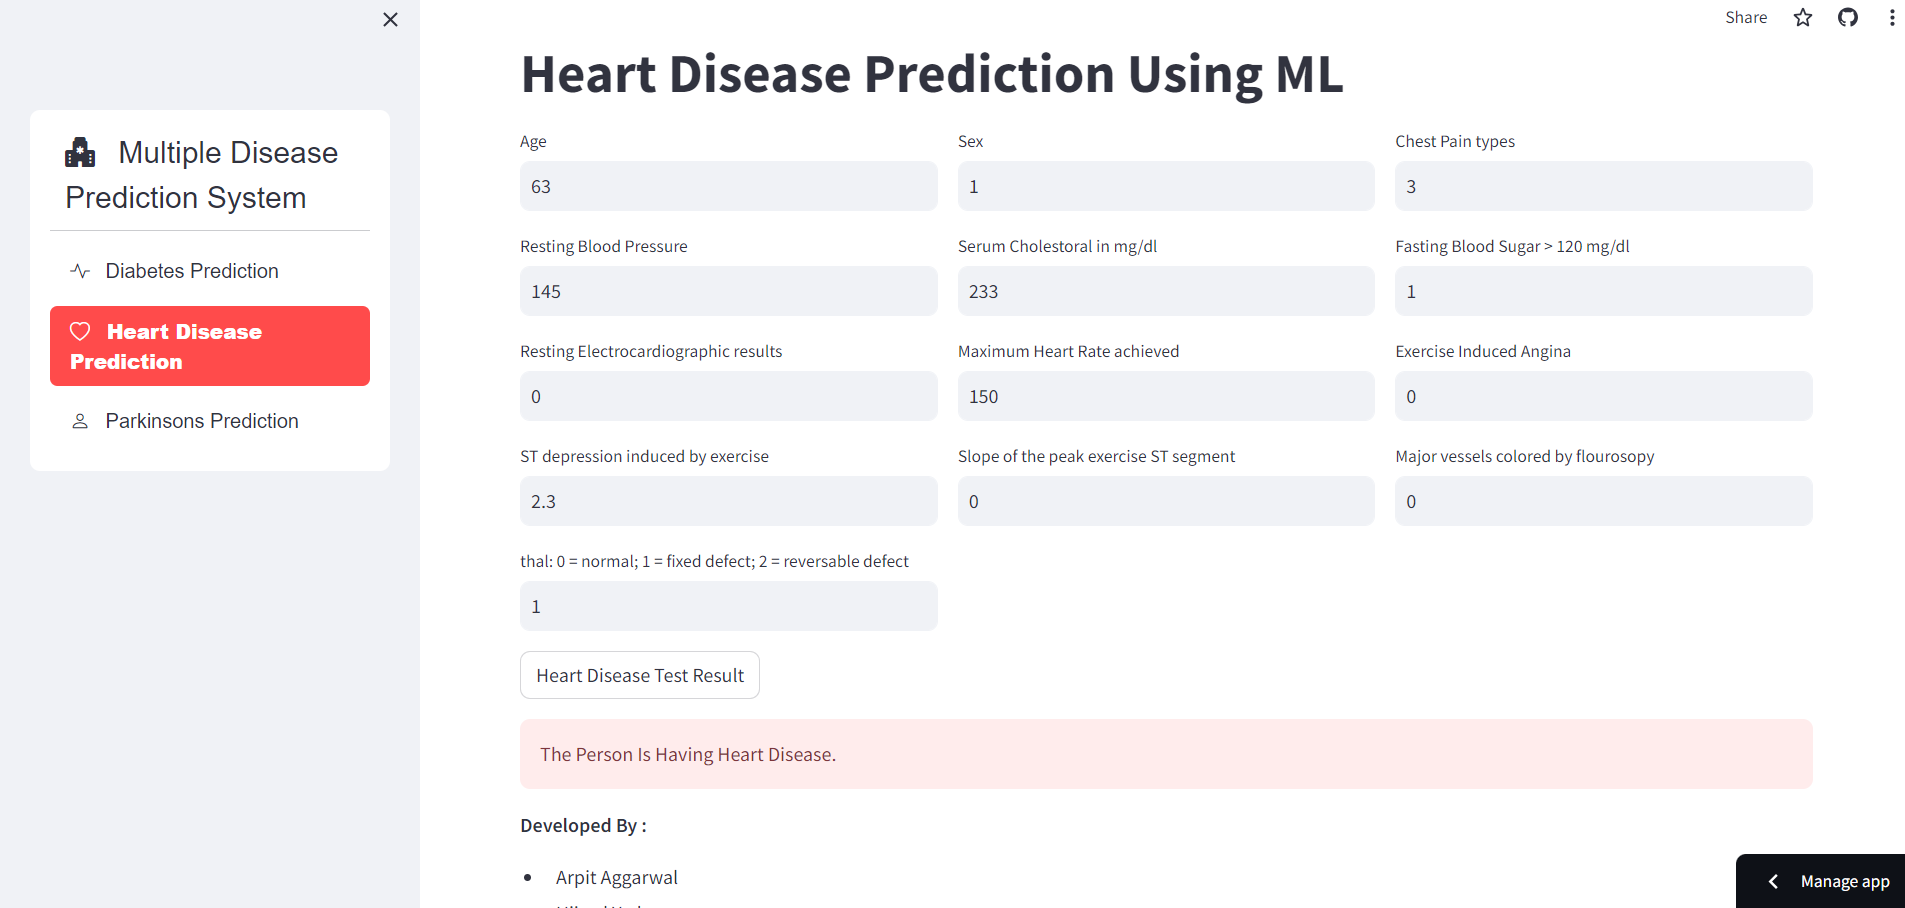 Share
Multiple Disease
Prediction System
Diabetes Prediction
Heart Disease
Prediction
Parkinsons Prediction
Heart Disease Prediction Using ML
Age
Sex
Chest Pain types
63
1
3
Resting Blood Pressure
Serum Cholestoral in mg/dl
Fasting Blood Sugar > 120 mg/dl
145
233
1
Resting Electrocardiographic results
Maximum Heart Rate achieved
Exercise Induced Angina
0
150
0
ST depression induced by exercise
Slope of the peak exercise ST segment
Major vessels colored by flourosopy
2.3
0
0
thal: 0 = normal; 1 = fixed defect; 2 = reversable defect
1
Heart Disease Test Result
The Person Is Having Heart Disease.
Developed By :
Arpit Aggarwal
Manage app